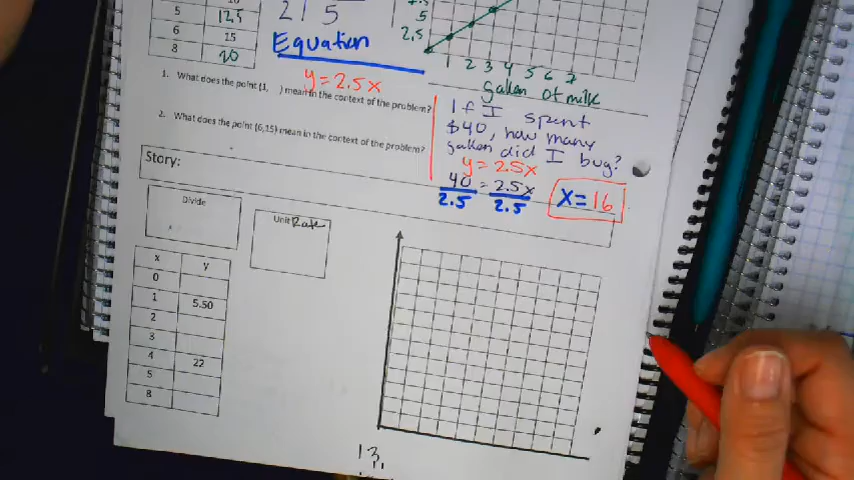 5 12.5
6 15
8 20
2 5
Equation
y = 2.5x
5
2.5
1 2 3 4 5 6 7
gallon of milk
1. What does the point (1, ) mean in the context of the problem?
2. What does the point (6,15) mean in the context of the problem?
If I spent
$40, how many
gallon did I bug?
y = 2.5x
40 = 2.5x
2.5 2.5
x = 16
Story:
Divide
Unit Rate
x y
0
1 5.50
2
3
4 22
5
8
13.